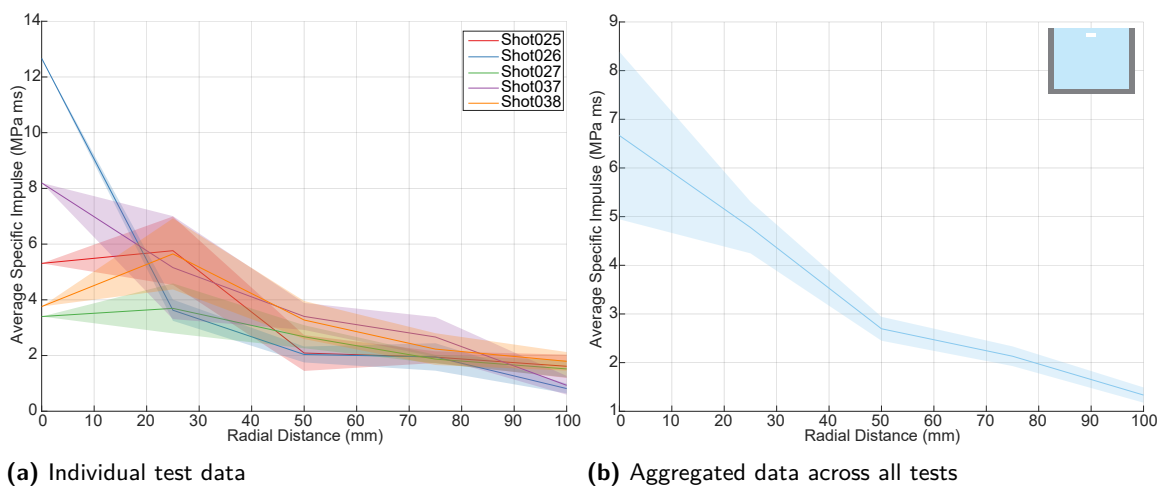 14
12
10
8
6
4
2
0
Average Specific Impulse (MPa ms)
Shot025
Shot026
Shot027
Shot037
Shot038
0 10 20 30 40 50 60 70 80 90 100
Radial Distance (mm)
(a) Individual test data
9
8
7
6
5
4
3
2
1
Average Specific Impulse (MPa ms)
0 10 20 30 40 50 60 70 80 90 100
Radial Distance (mm)
(b) Aggregated data across all tests